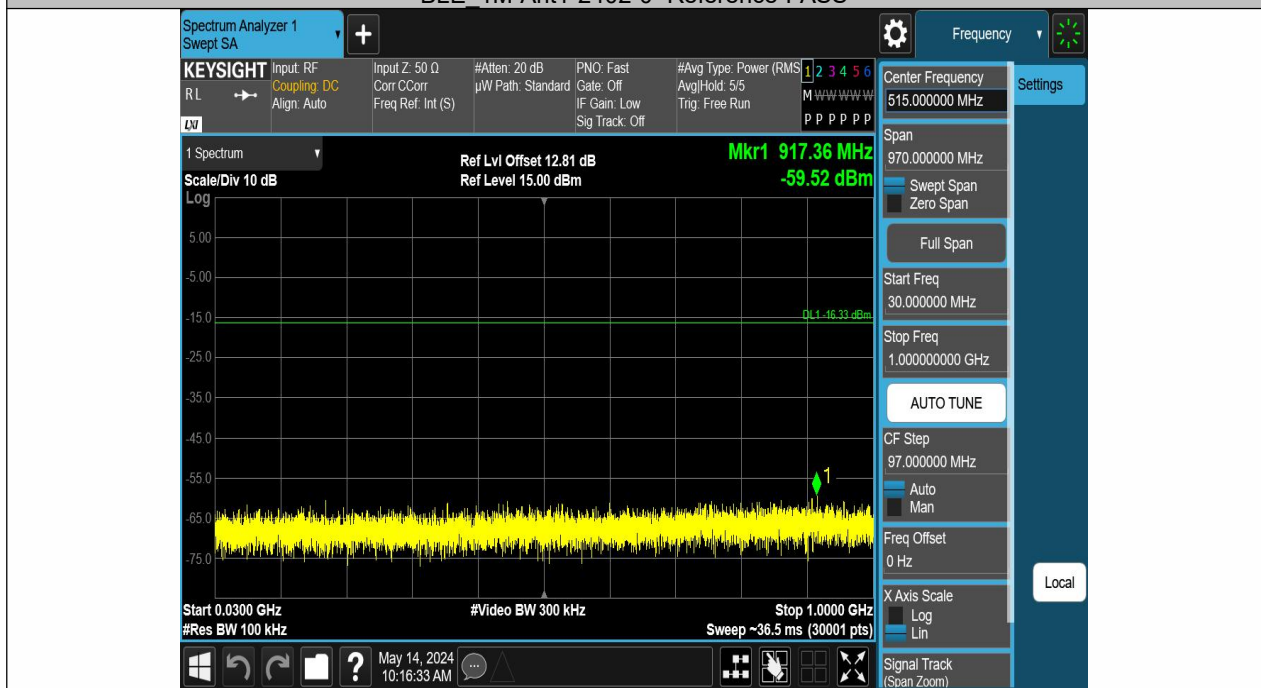 Spectrum Analyzer 1
Swept SA
Frequency
KEYSIGHT
RL
LXI
Input: RF
Coupling: DC
Align: Auto
Input Z: 50 Ω
Corr CCorr
Freq Ref: Int (S)
#Atten: 20 dB
µW Path: Standard
PNO: Fast
Gate: Off
IF Gain: Low
Sig Track: Off
#Avg Type: Power (RMS
Avg|Hold: 5/5
Trig: Free Run
1 2 3 4 5 6
M W W W W W
P P P P P P
1 Spectrum
Scale/Div 10 dB
Log
Ref Lvl Offset 12.81 dB
Ref Level 15.00 dBm
Mkr1 917.36 MHz
-59.52 dBm
5.00
-5.00
-15.0
DL1 -16.33 dBm
-25.0
-35.0
-45.0
-55.0
1
-65.0
-75.0
Start 0.0300 GHz
#Video BW 300 kHz
Stop 1.0000 GHz
#Res BW 100 kHz
Sweep ~36.5 ms (30001 pts)
May 14, 2024
10:16:33 AM
Center Frequency
515.000000 MHz
Settings
Span
970.000000 MHz
Swept Span
Zero Span
Full Span
Start Freq
30.000000 MHz
Stop Freq
1.000000000 GHz
AUTO TUNE
CF Step
97.000000 MHz
Auto
Man
Freq Offset
0 Hz
Local
X Axis Scale
Log
Lin
Signal Track
(Span Zoom)